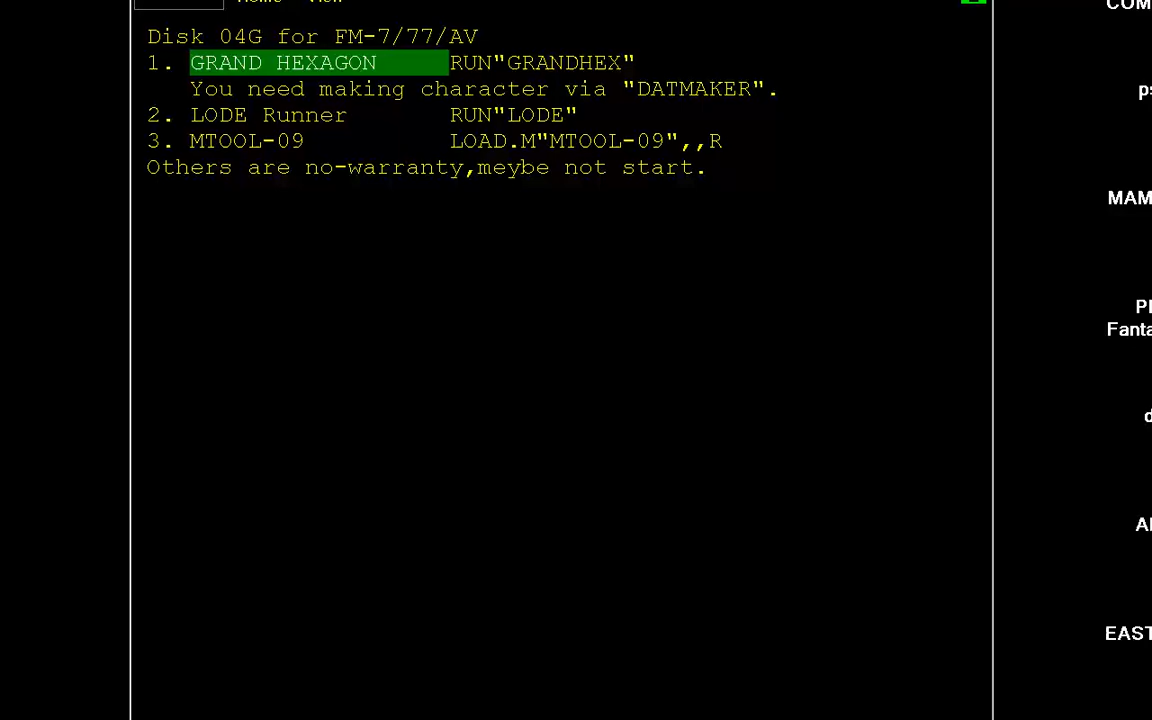 Disk 04G for FM-7/77/AV
1. GRAND HEXAGON RUN"GRANDHEX"
You need making character via "DATMAKER".
2. LODE Runner RUN"LODE"
3. MTOOL-09 LOAD.M"MTOOL-09",,R
Others are no-warranty,meybe not start.
COM
MAM
Fanta
EAST